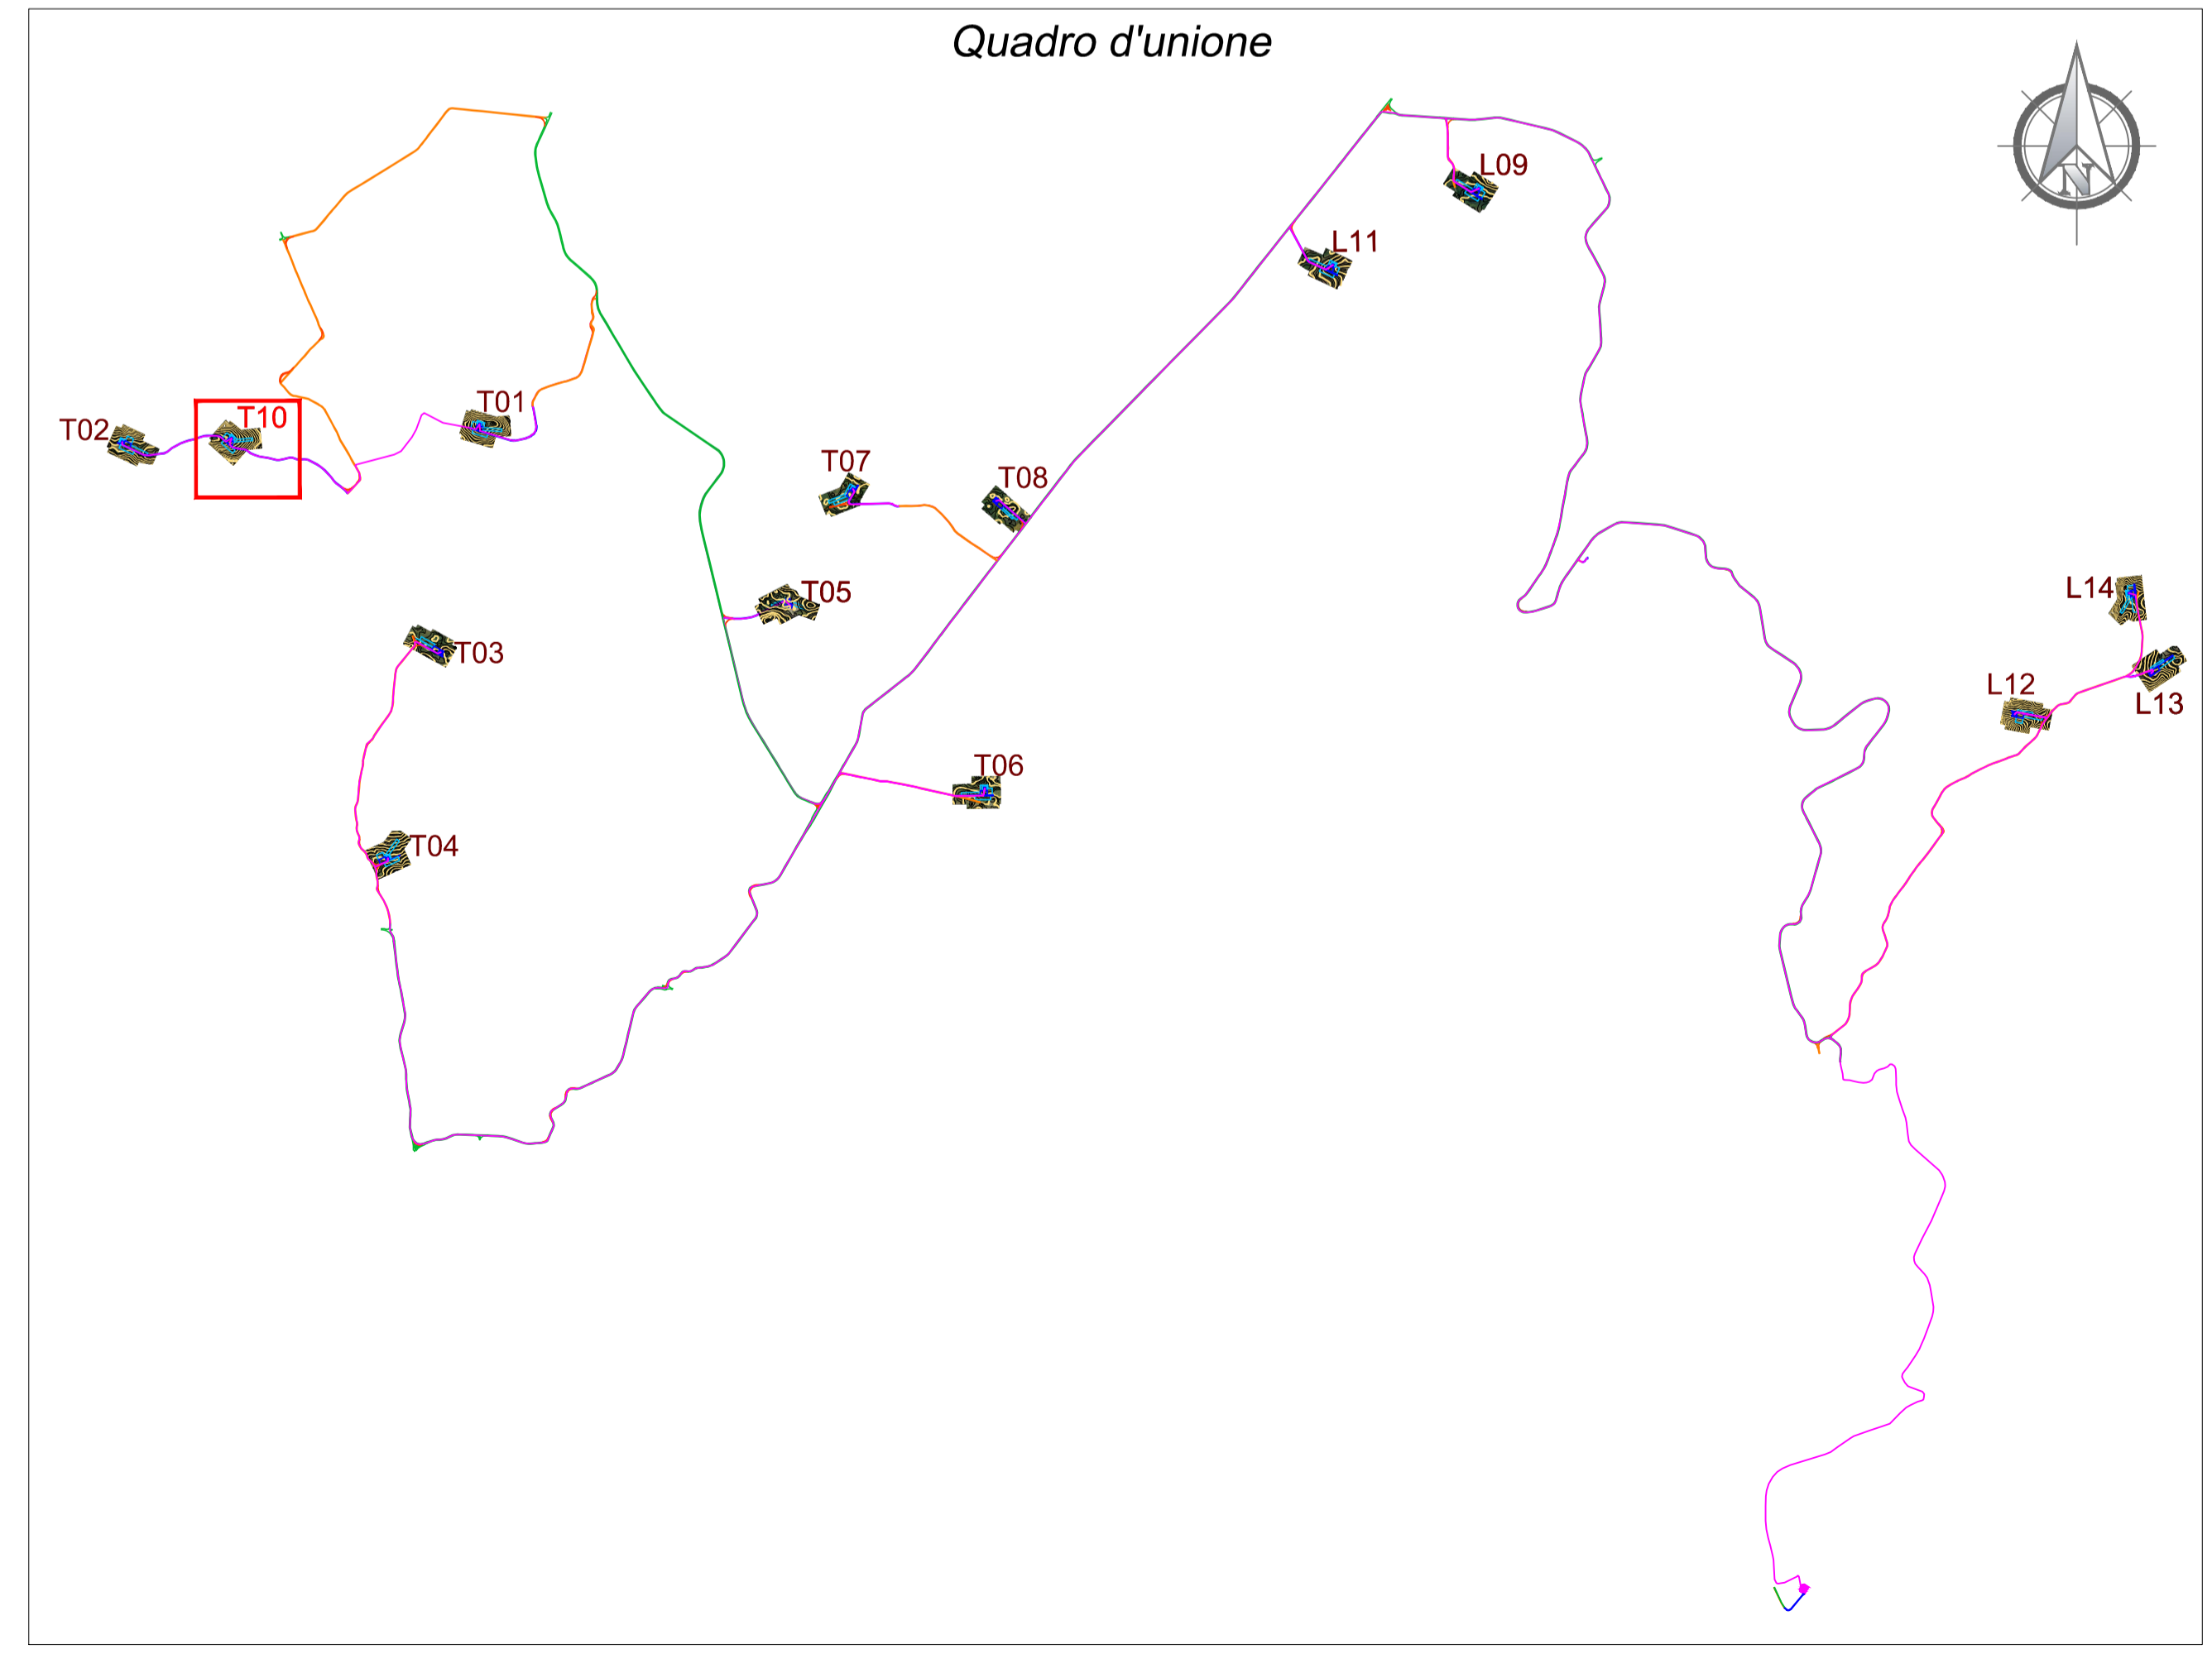 Quadro d'unione
N
L09
L11
T01
T10
T02
T07
T08
T05
L14
T03
L12
L13
T06
T04